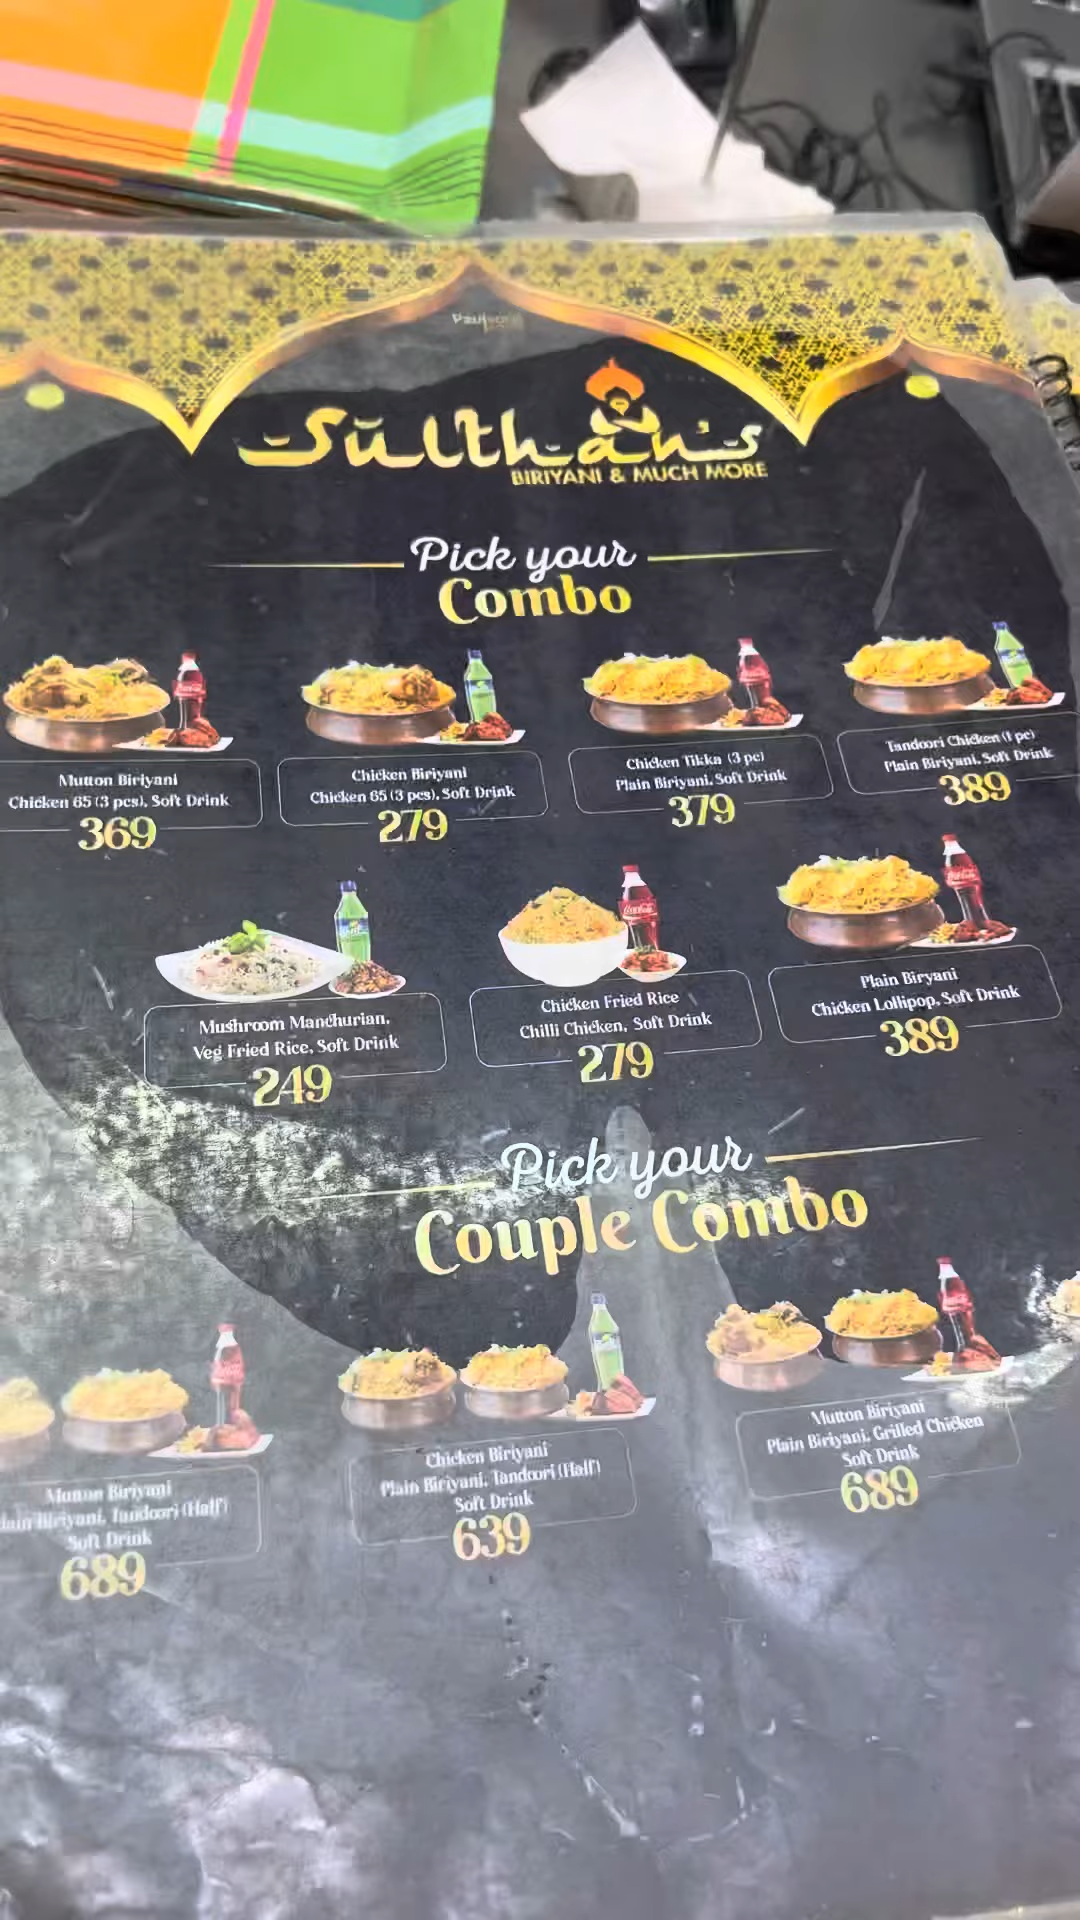 Sulthan's
BIRIYANI & MUCH MORE
Pick your
Combo
Mutton Biriyani
Chicken 65 (3 pcs), Soft Drink
369
Chicken Biriyani
Chicken 65 (3 pcs), Soft Drink
279
Chicken Tikka (3 pc)
Plain Biriyani, Soft Drink
379
Tandoori Chicken (1 pc)
Plain Biriyani, Soft Drink
389
Mushroom Manchurian,
Veg Fried Rice, Soft Drink
249
Chicken Fried Rice
Chilli Chicken, Soft Drink
279
Plain Biryani
Chicken Lollipop, Soft Drink
389
Pick your
Couple Combo
Mutton Biriyani
Biriyani, Tandoori (Half)
Soft Drink
689
Chicken Biriyani
Plain Biriyani, Tandoori (Half)
Soft Drink
639
Mutton Biriyani
Plain Biriyani, Grilled Chicken
Soft Drink
689